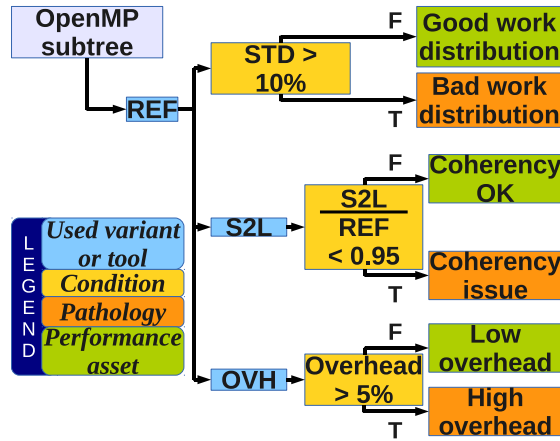 OpenMP
subtree
REF
STD >
10%
F
Good work
distribution
T
Bad work
distribution
S2L
S2L
REF
< 0.95
F
Coherency
OK
T
Coherency
issue
OVH
Overhead
> 5%
F
Low
overhead
T
High
overhead
LEGEND
Used variant
or tool
Condition
Pathology
Performance
asset